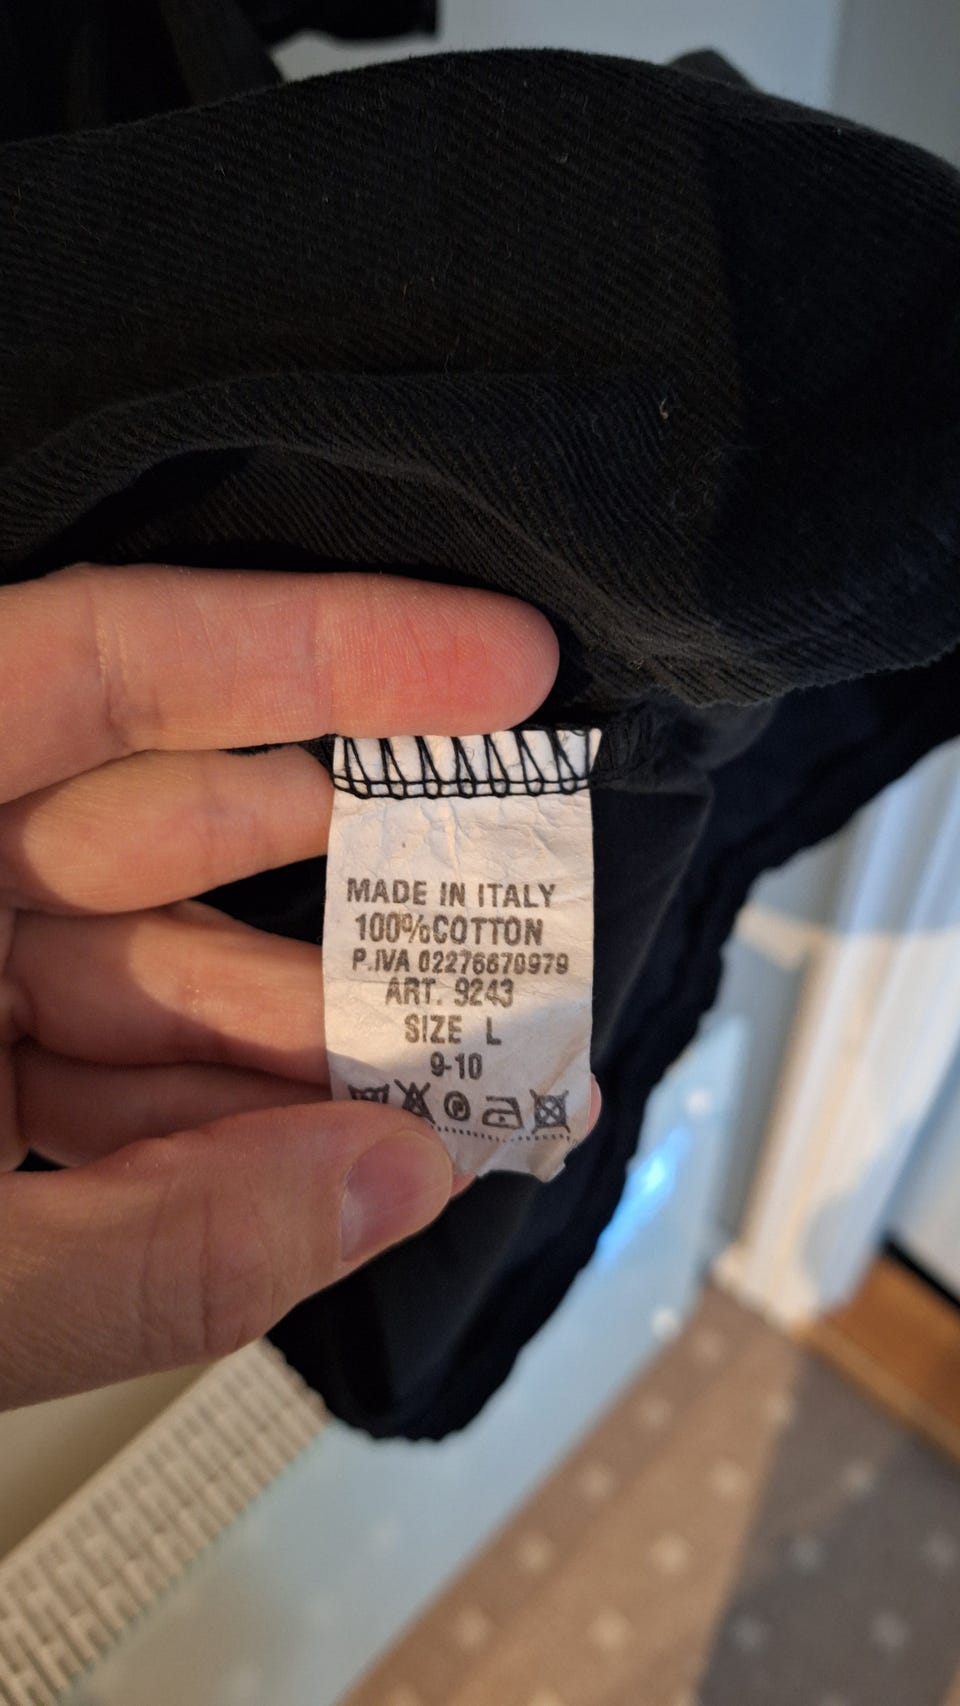 MADE IN ITALY
100%COTTON
P.IVA 02276670979
ART. 9243
SIZE L
9-10
P